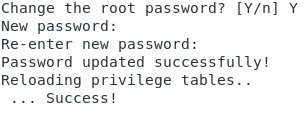 Change the root password? [Y/n] Y
New password:
Re-enter new password:
Password updated successfully!
Reloading privilege tables..
 ... Success!